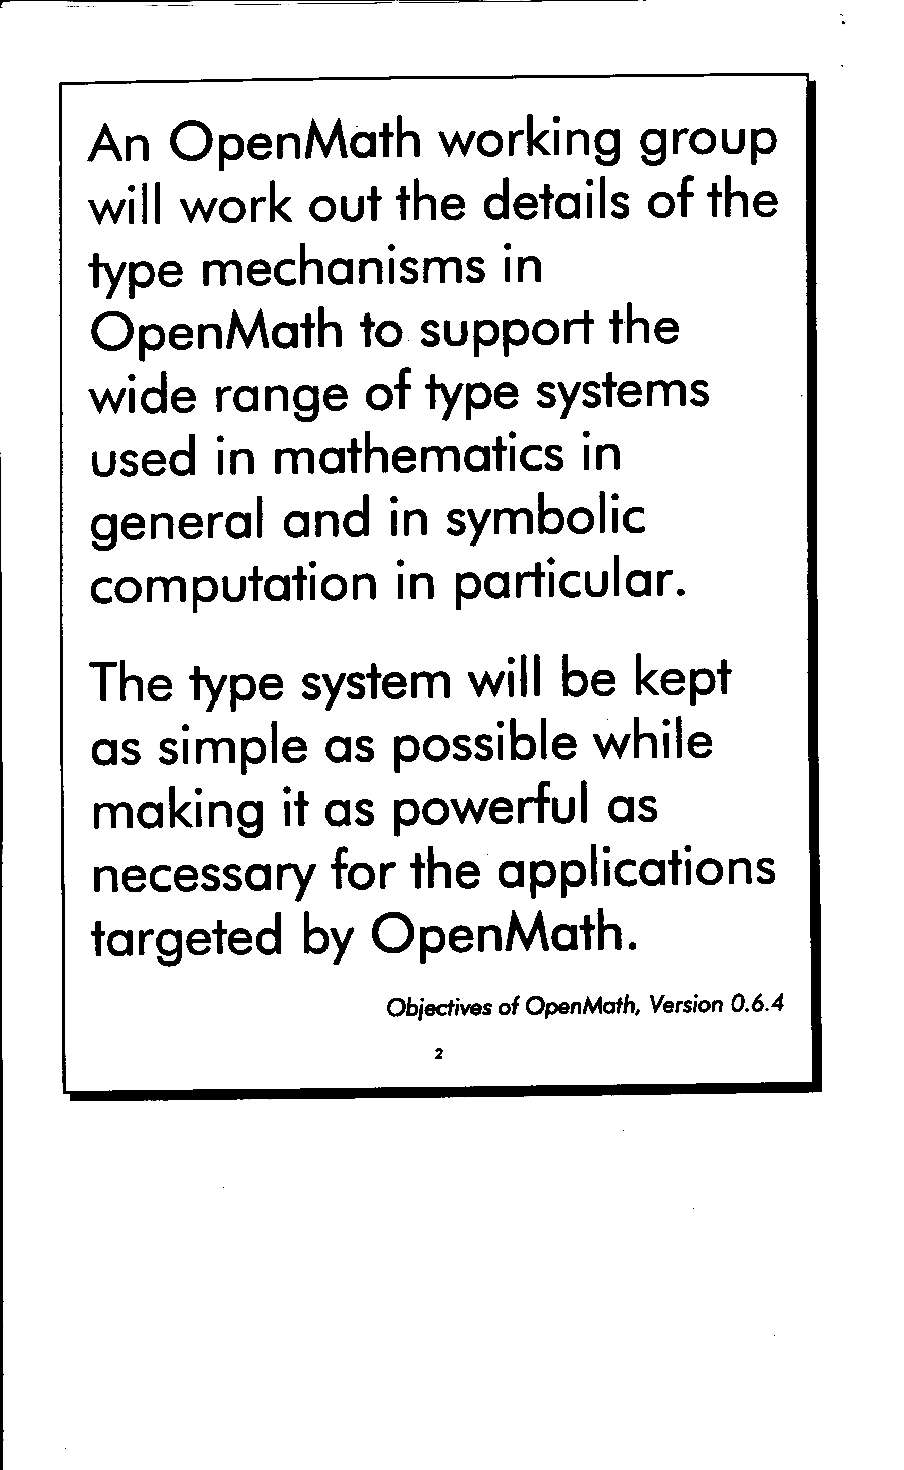 An OpenMath working group
will work out the details of the
type mechanisms in
OpenMath to support the
wide range of type systems
used in mathematics in
general and in symbolic
computation in particular.
The type system will be kept
as simple as possible while
making it as powerful as
necessary for the applications
targeted by OpenMath.
Objectives of OpenMath, Version 0.6.4
2